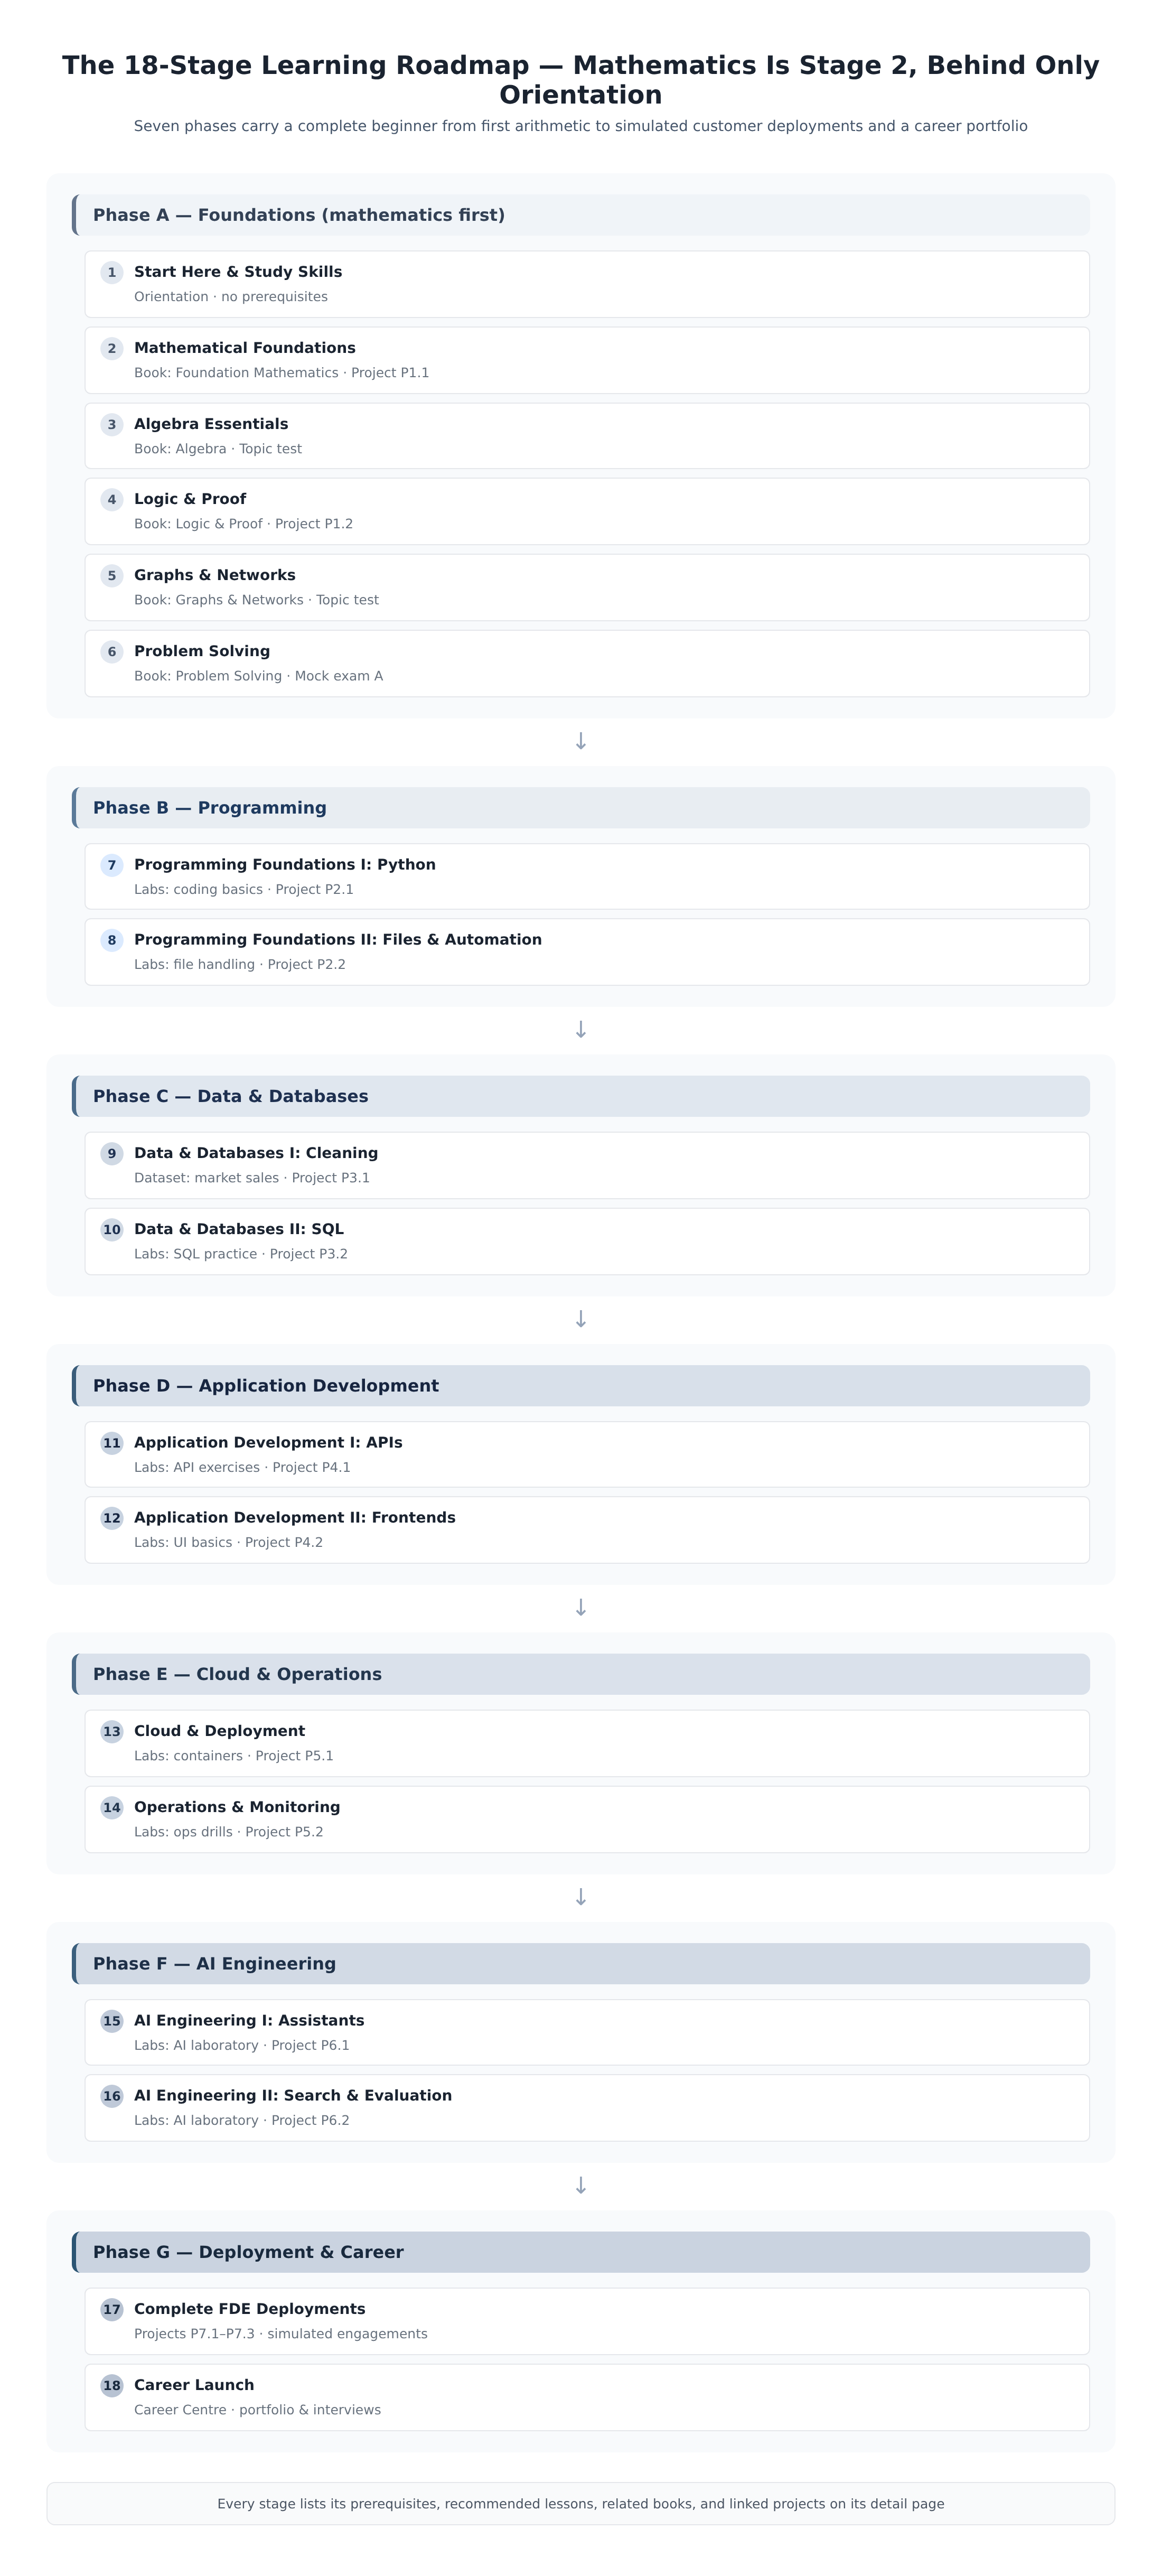 The 18-Stage Learning Roadmap — Mathematics Is Stage 2, Behind Only
Orientation
Seven phases carry a complete beginner from first arithmetic to simulated customer deployments and a career portfolio
Phase A — Foundations (mathematics first)
1
Start Here & Study Skills
Orientation · no prerequisites
2
Mathematical Foundations
Book: Foundation Mathematics · Project P1.1
3
Algebra Essentials
Book: Algebra · Topic test
4
Logic & Proof
Book: Logic & Proof · Project P1.2
5
Graphs & Networks
Book: Graphs & Networks · Topic test
6
Problem Solving
Book: Problem Solving · Mock exam A
↓
Phase B — Programming
7
Programming Foundations I: Python
Labs: coding basics · Project P2.1
8
Programming Foundations II: Files & Automation
Labs: file handling · Project P2.2
↓
Phase C — Data & Databases
9
Data & Databases I: Cleaning
Dataset: market sales · Project P3.1
10
Data & Databases II: SQL
Labs: SQL practice · Project P3.2
↓
Phase D — Application Development
11
Application Development I: APIs
Labs: API exercises · Project P4.1
12
Application Development II: Frontends
Labs: UI basics · Project P4.2
↓
Phase E — Cloud & Operations
13
Cloud & Deployment
Labs: containers · Project P5.1
14
Operations & Monitoring
Labs: ops drills · Project P5.2
↓
Phase F — AI Engineering
15
AI Engineering I: Assistants
Labs: AI laboratory · Project P6.1
16
AI Engineering II: Search & Evaluation
Labs: AI laboratory · Project P6.2
↓
Phase G — Deployment & Career
17
Complete FDE Deployments
Projects P7.1–P7.3 · simulated engagements
18
Career Launch
Career Centre · portfolio & interviews
Every stage lists its prerequisites, recommended lessons, related books, and linked projects on its detail page